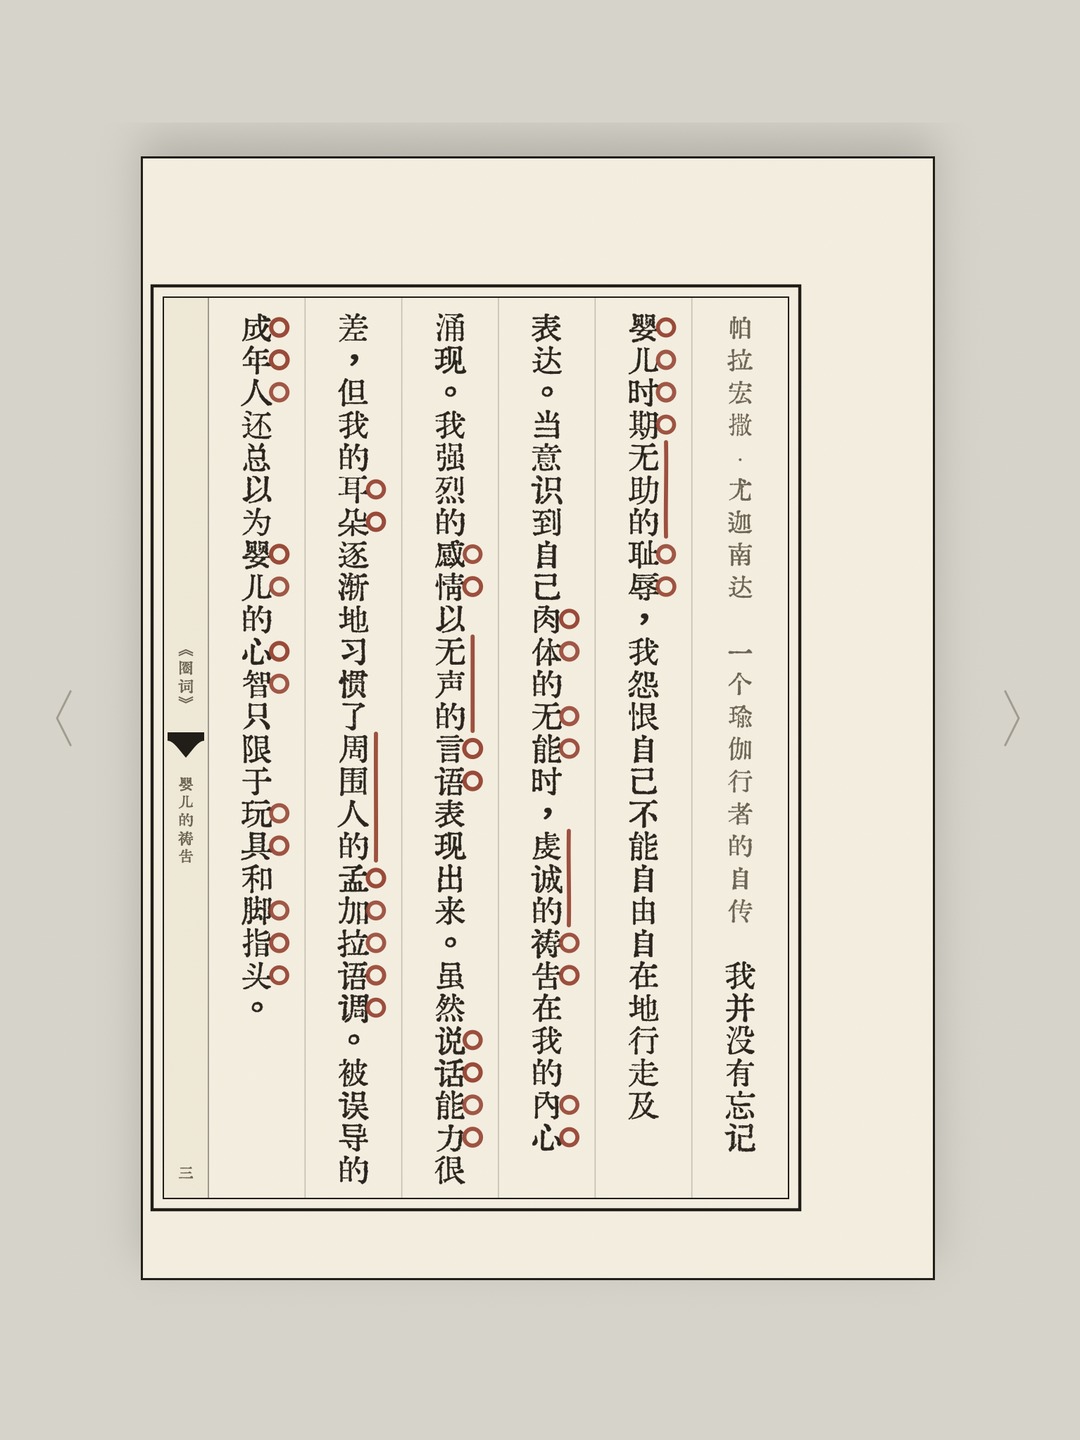 帕拉宏撒·尤迦南达 一个瑜伽行者的自传 我并没有忘记
婴儿时期无助的耻辱，我怨恨自己不能自由自在地行走及
表达。当意识到自己肉体的无能时，虔诚的祷告在我的内心
涌现。我强烈的感情以无声的言语表现出来。虽然说话能力很
差，但我的耳朵逐渐地习惯了周围人的孟加拉语调。被误导的
成年人还总以为婴儿的心智只限于玩具和脚指头。
《圈词》
婴儿的祷告
三